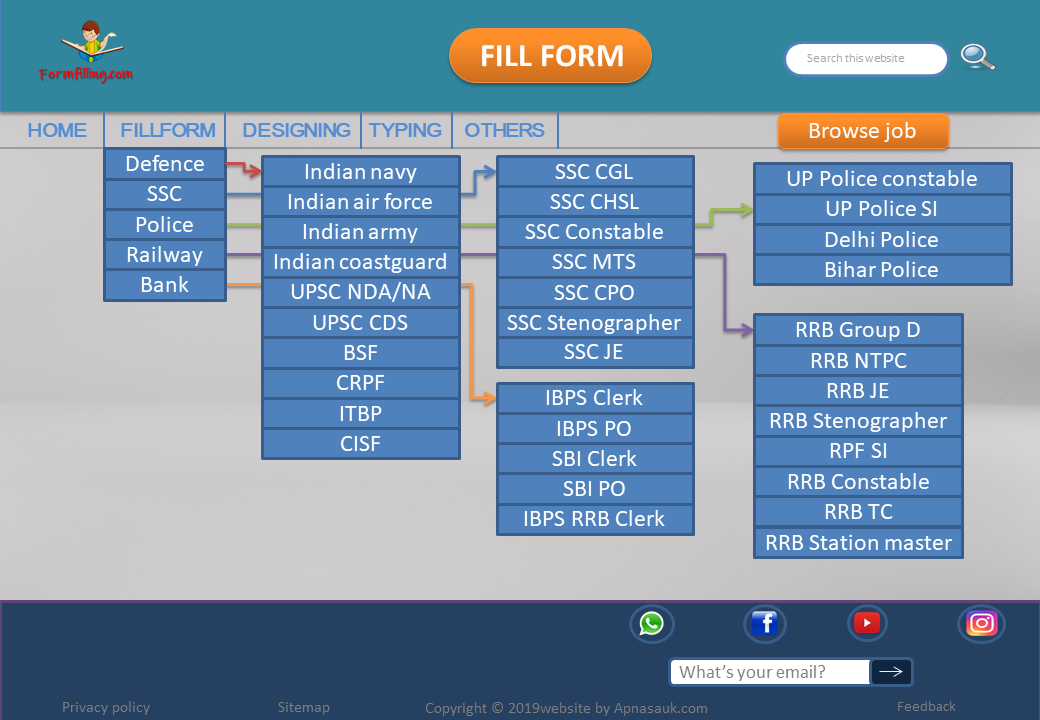 Formfilling.com
FILL FORM
Search this website
HOME
FILLFORM
DESIGNING
TYPING
OTHERS
Browse job
Defence
SSC
Police
Railway
Bank
Indian navy
Indian air force
Indian army
Indian coastguard
UPSC NDA/NA
UPSC CDS
BSF
CRPF
ITBP
CISF
SSC CGL
SSC CHSL
SSC Constable
SSC MTS
SSC CPO
SSC Stenographer
SSC JE
IBPS Clerk
IBPS PO
SBI Clerk
SBI PO
IBPS RRB Clerk
UP Police constable
UP Police SI
Delhi Police
Bihar Police
RRB Group D
RRB NTPC
RRB JE
RRB Stenographer
RPF SI
RRB Constable
RRB TC
RRB Station master
What’s your email?
Privacy policy
Sitemap
Copyright © 2019website by Apnasauk.com
Feedback